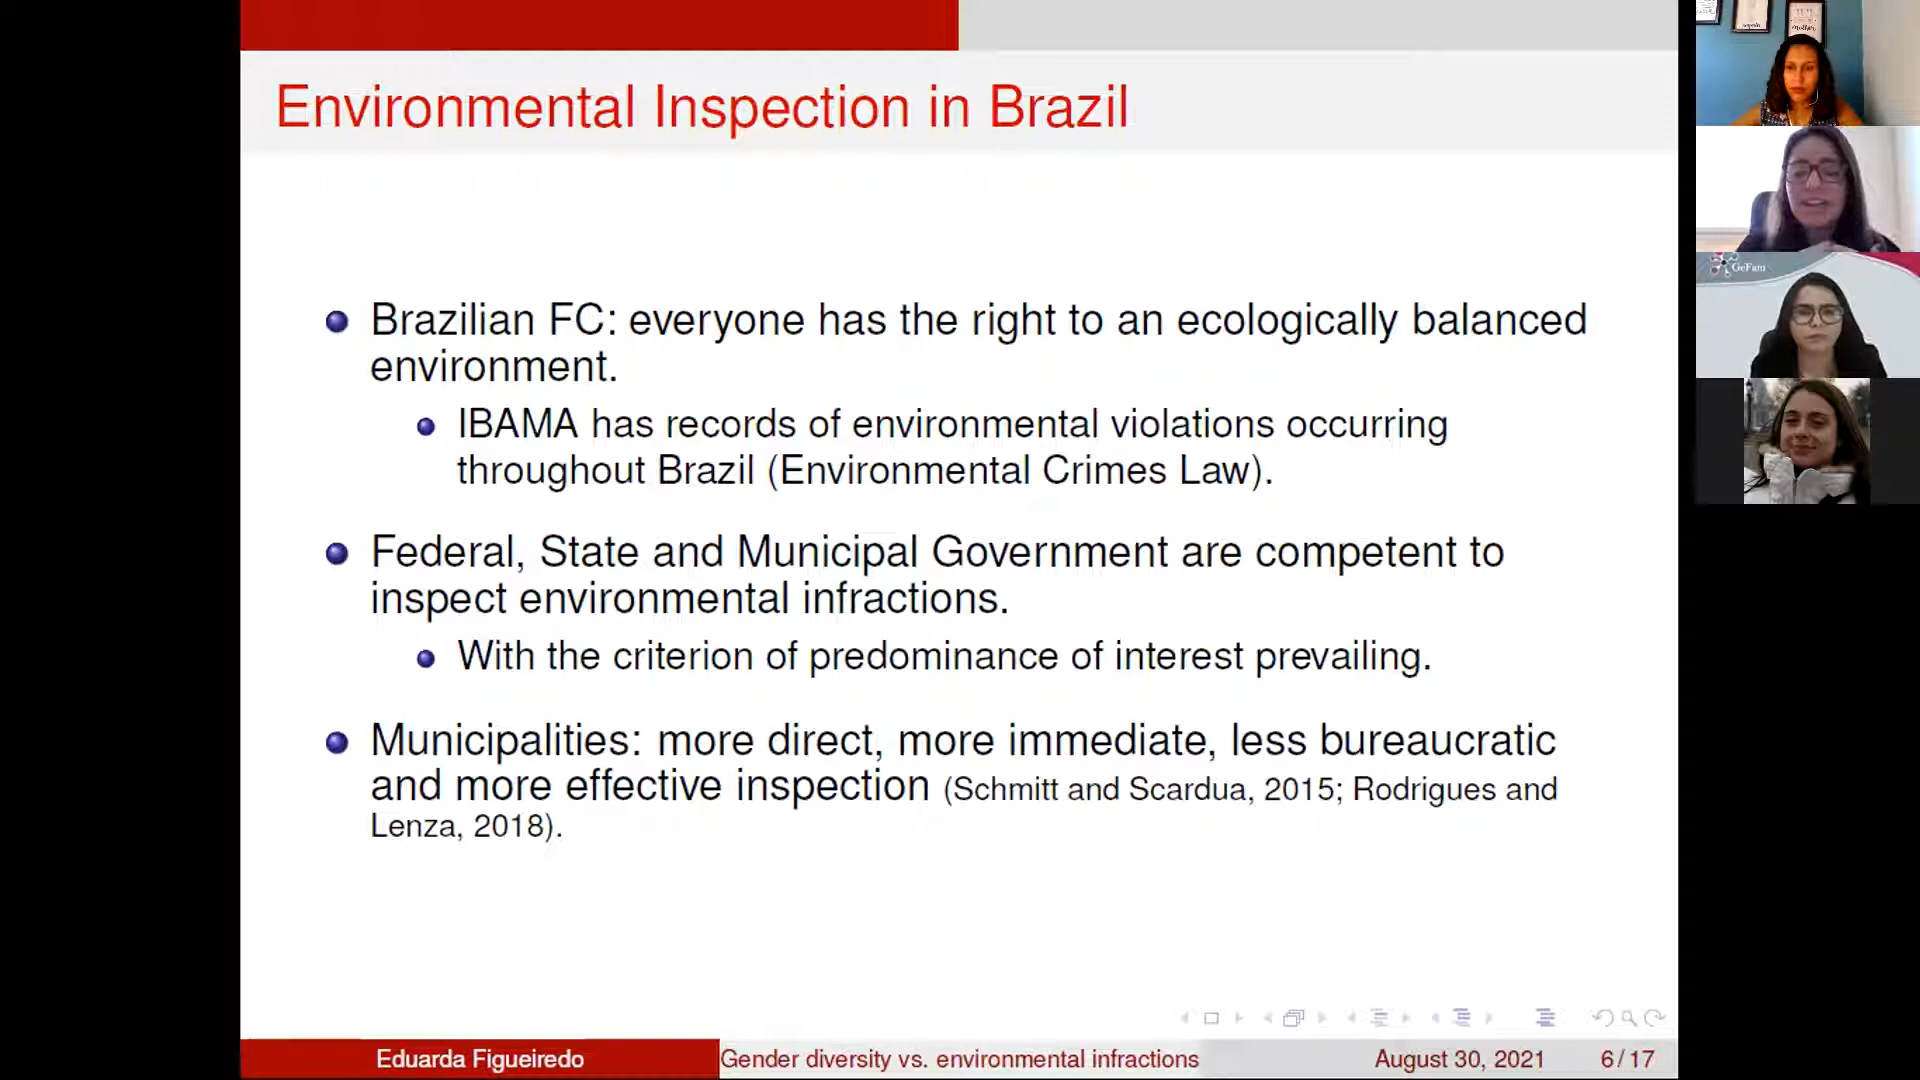 Environmental Inspection in Brazil
Brazilian FC: everyone has the right to an ecologically balanced
environment.
IBAMA has records of environmental violations occurring
throughout Brazil (Environmental Crimes Law).
Federal, State and Municipal Government are competent to
inspect environmental infractions.
With the criterion of predominance of interest prevailing.
Municipalities: more direct, more immediate, less bureaucratic
and more effective inspection (Schmitt and Scardua, 2015; Rodrigues and
Lenza, 2018).
Eduarda Figueiredo
Gender diversity vs. environmental infractions
August 30, 2021
6/17
GeFam